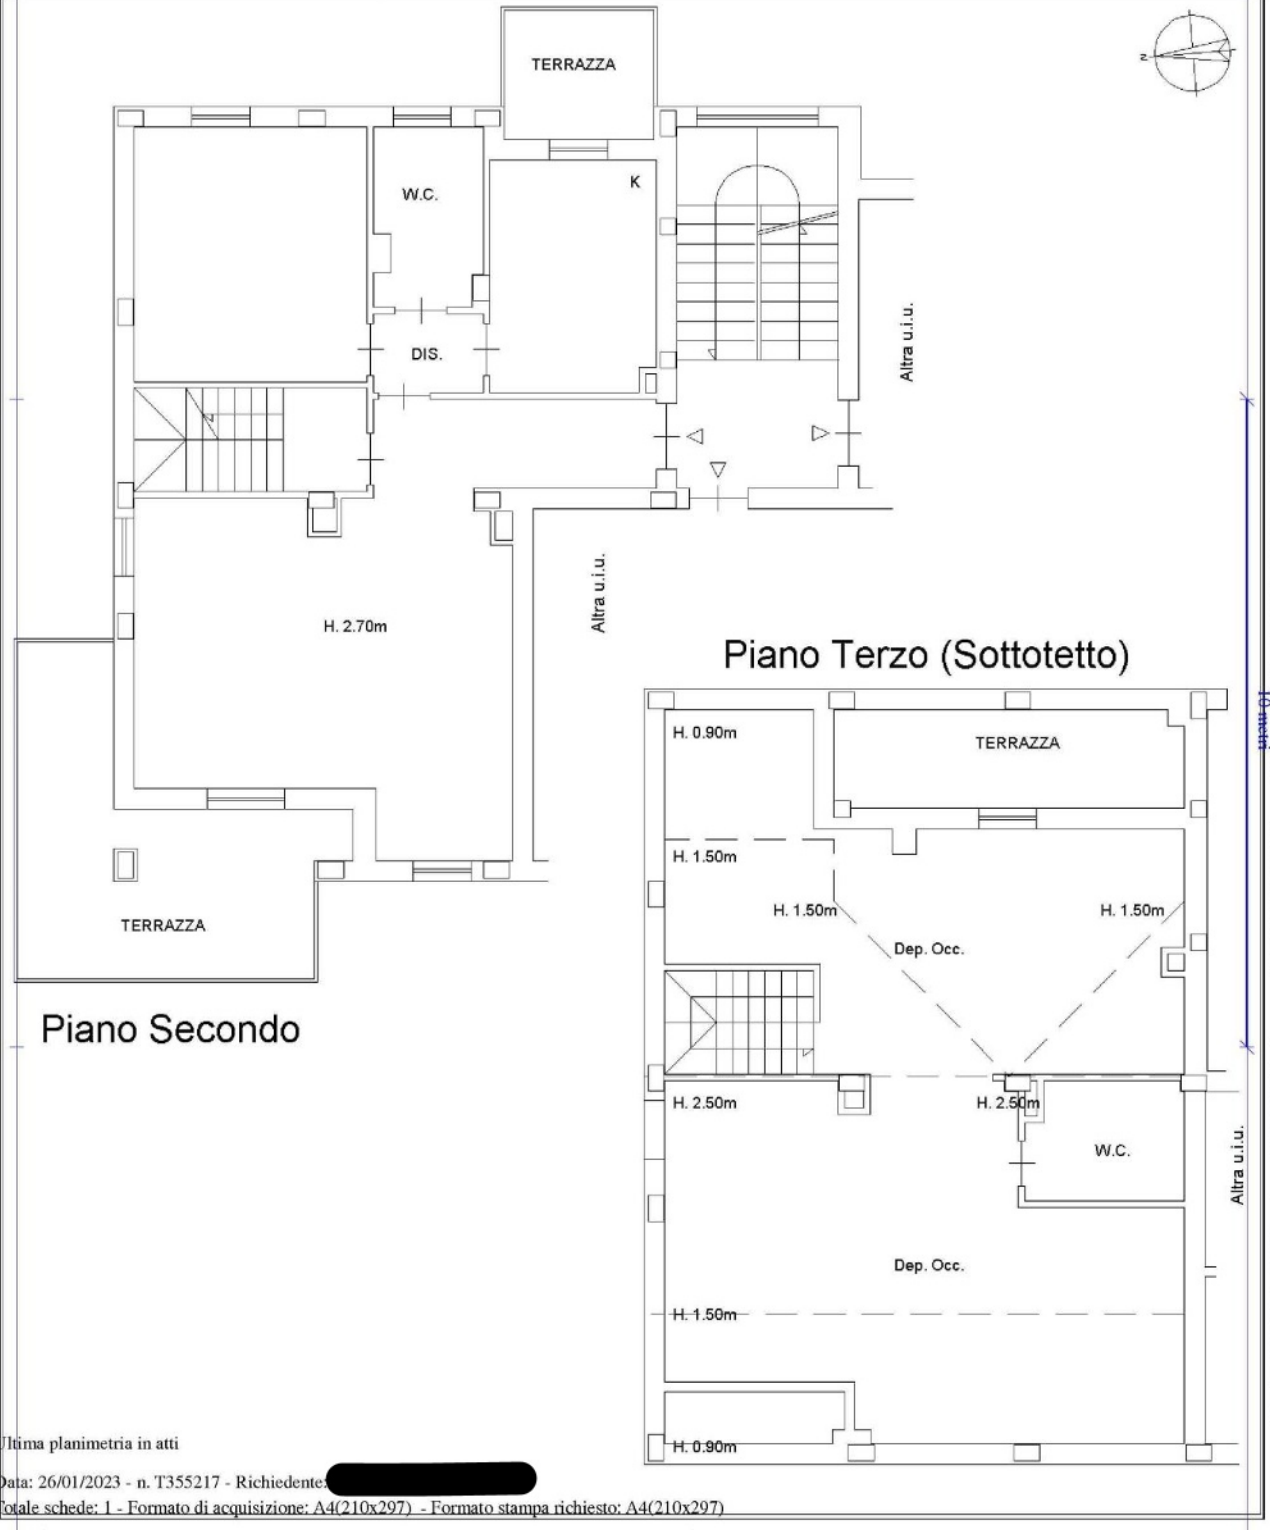 TERRAZZA
N
K
W.C.
DIS.
Altra u.i.u.
Altra u.i.u.
H. 2.70m
TERRAZZA
Piano Secondo
Piano Terzo (Sottotetto)
10 metri
H. 0.90m
TERRAZZA
H. 1.50m
H. 1.50m
H. 1.50m
Dep. Occ.
H. 2.50m
H. 2.50m
W.C.
Altra u.i.u.
Dep. Occ.
H. 1.50m
H. 0.90m
Ultima planimetria in atti
Data: 26/01/2023 - n. T355217 - Richiedente:
Totale schede: 1 - Formato di acquisizione: A4(210x297) - Formato stampa richiesto: A4(210x297)